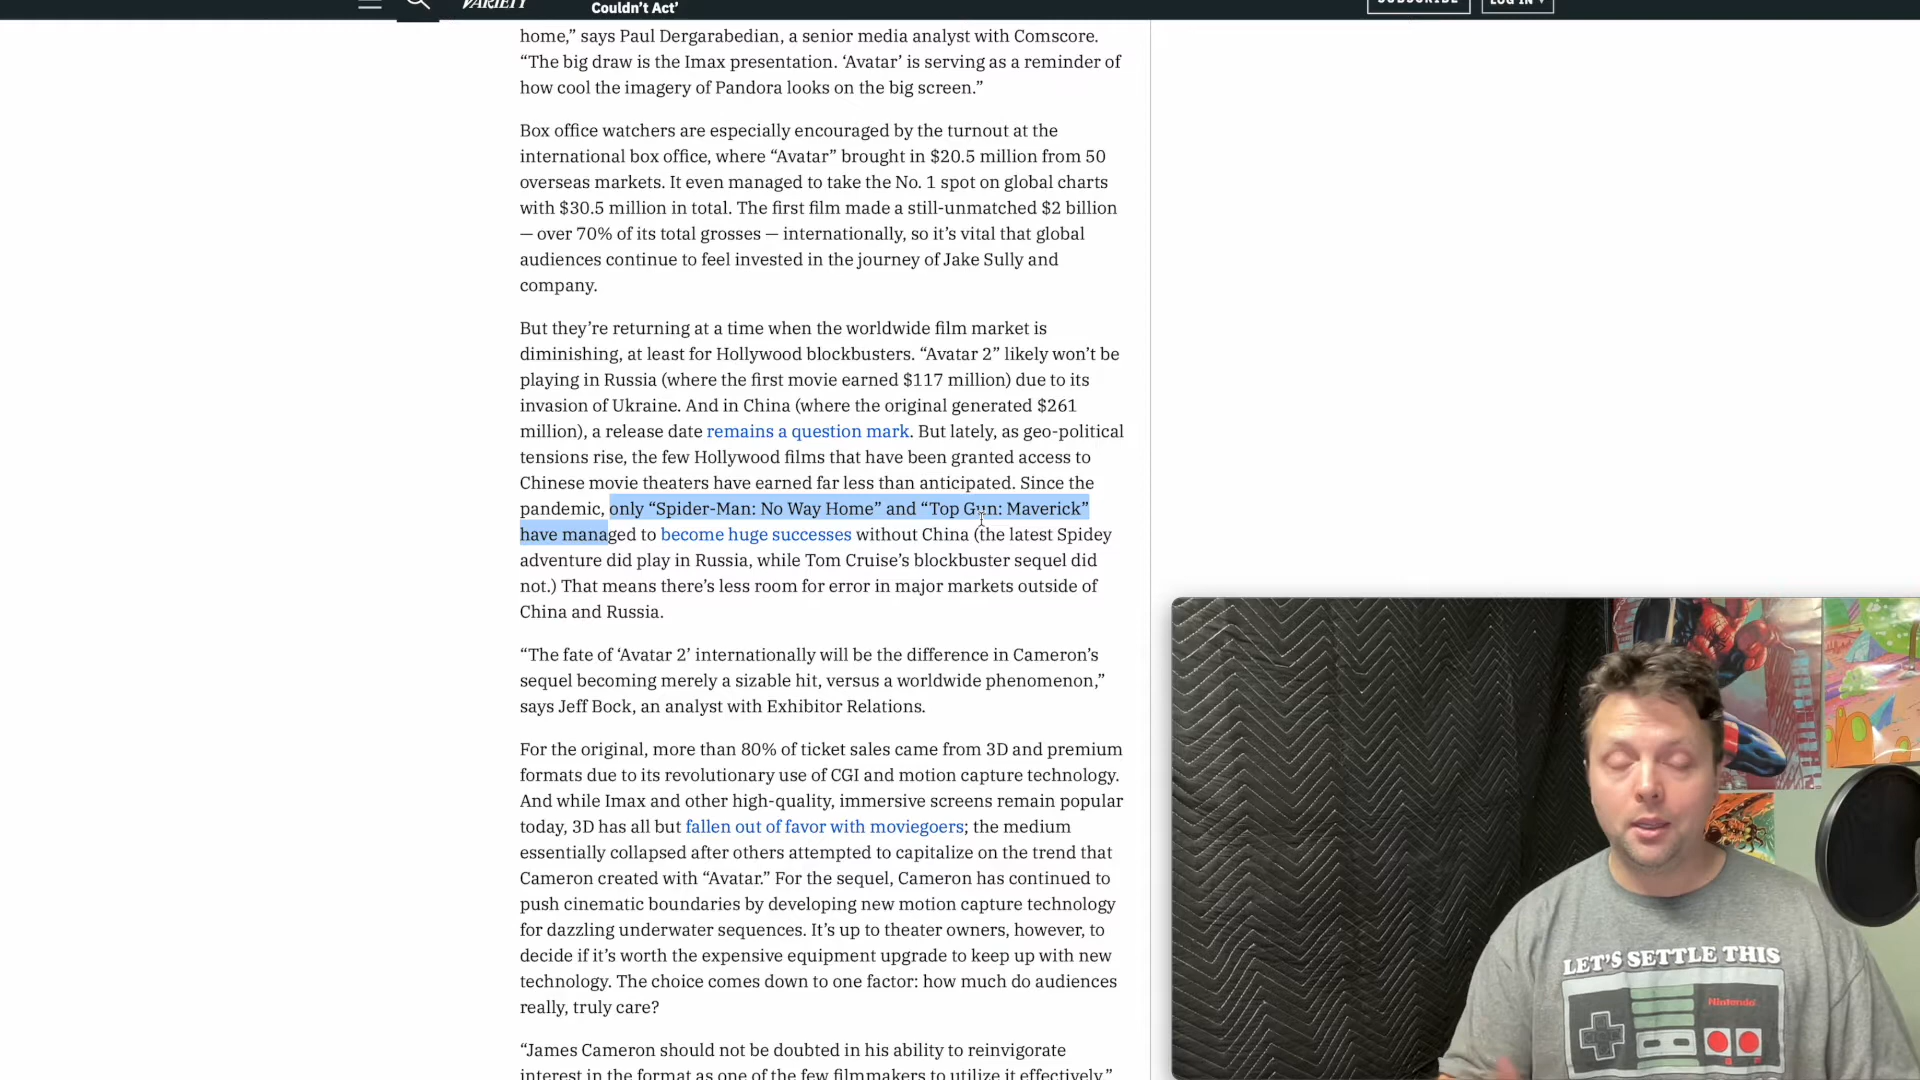 VARIETY
Couldn't Act'
SUBSCRIBE
LOG IN
home,” says Paul Dergarabedian, a senior media analyst with Comscore.
“The big draw is the Imax presentation. ‘Avatar’ is serving as a reminder of
how cool the imagery of Pandora looks on the big screen.”
Box office watchers are especially encouraged by the turnout at the
international box office, where “Avatar” brought in $20.5 million from 50
overseas markets. It even managed to take the No. 1 spot on global charts
with $30.5 million in total. The first film made a still-unmatched $2 billion
— over 70% of its total grosses — internationally, so it’s vital that global
audiences continue to feel invested in the journey of Jake Sully and
company.
But they’re returning at a time when the worldwide film market is
diminishing, at least for Hollywood blockbusters. “Avatar 2” likely won’t be
playing in Russia (where the first movie earned $117 million) due to its
invasion of Ukraine. And in China (where the original generated $261
million), a release date remains a question mark. But lately, as geo-political
tensions rise, the few Hollywood films that have been granted access to
Chinese movie theaters have earned far less than anticipated. Since the
pandemic, only “Spider-Man: No Way Home” and “Top Gun: Maverick”
have managed to become huge successes without China (the latest Spidey
adventure did play in Russia, while Tom Cruise’s blockbuster sequel did
not.) That means there’s less room for error in major markets outside of
China and Russia.
“The fate of ‘Avatar 2’ internationally will be the difference in Cameron’s
sequel becoming merely a sizable hit, versus a worldwide phenomenon,”
says Jeff Bock, an analyst with Exhibitor Relations.
For the original, more than 80% of ticket sales came from 3D and premium
formats due to its revolutionary use of CGI and motion capture technology.
And while Imax and other high-quality, immersive screens remain popular
today, 3D has all but fallen out of favor with moviegoers; the medium
essentially collapsed after others attempted to capitalize on the trend that
Cameron created with “Avatar.” For the sequel, Cameron has continued to
push cinematic boundaries by developing new motion capture technology
for dazzling underwater sequences. It’s up to theater owners, however, to
decide if it’s worth the expensive equipment upgrade to keep up with new
technology. The choice comes down to one factor: how much do audiences
really, truly care?
“James Cameron should not be doubted in his ability to reinvigorate
interest in the format as one of the few filmmakers to utilize it effectively,”
LET'S SETTLE THIS
Nintendo